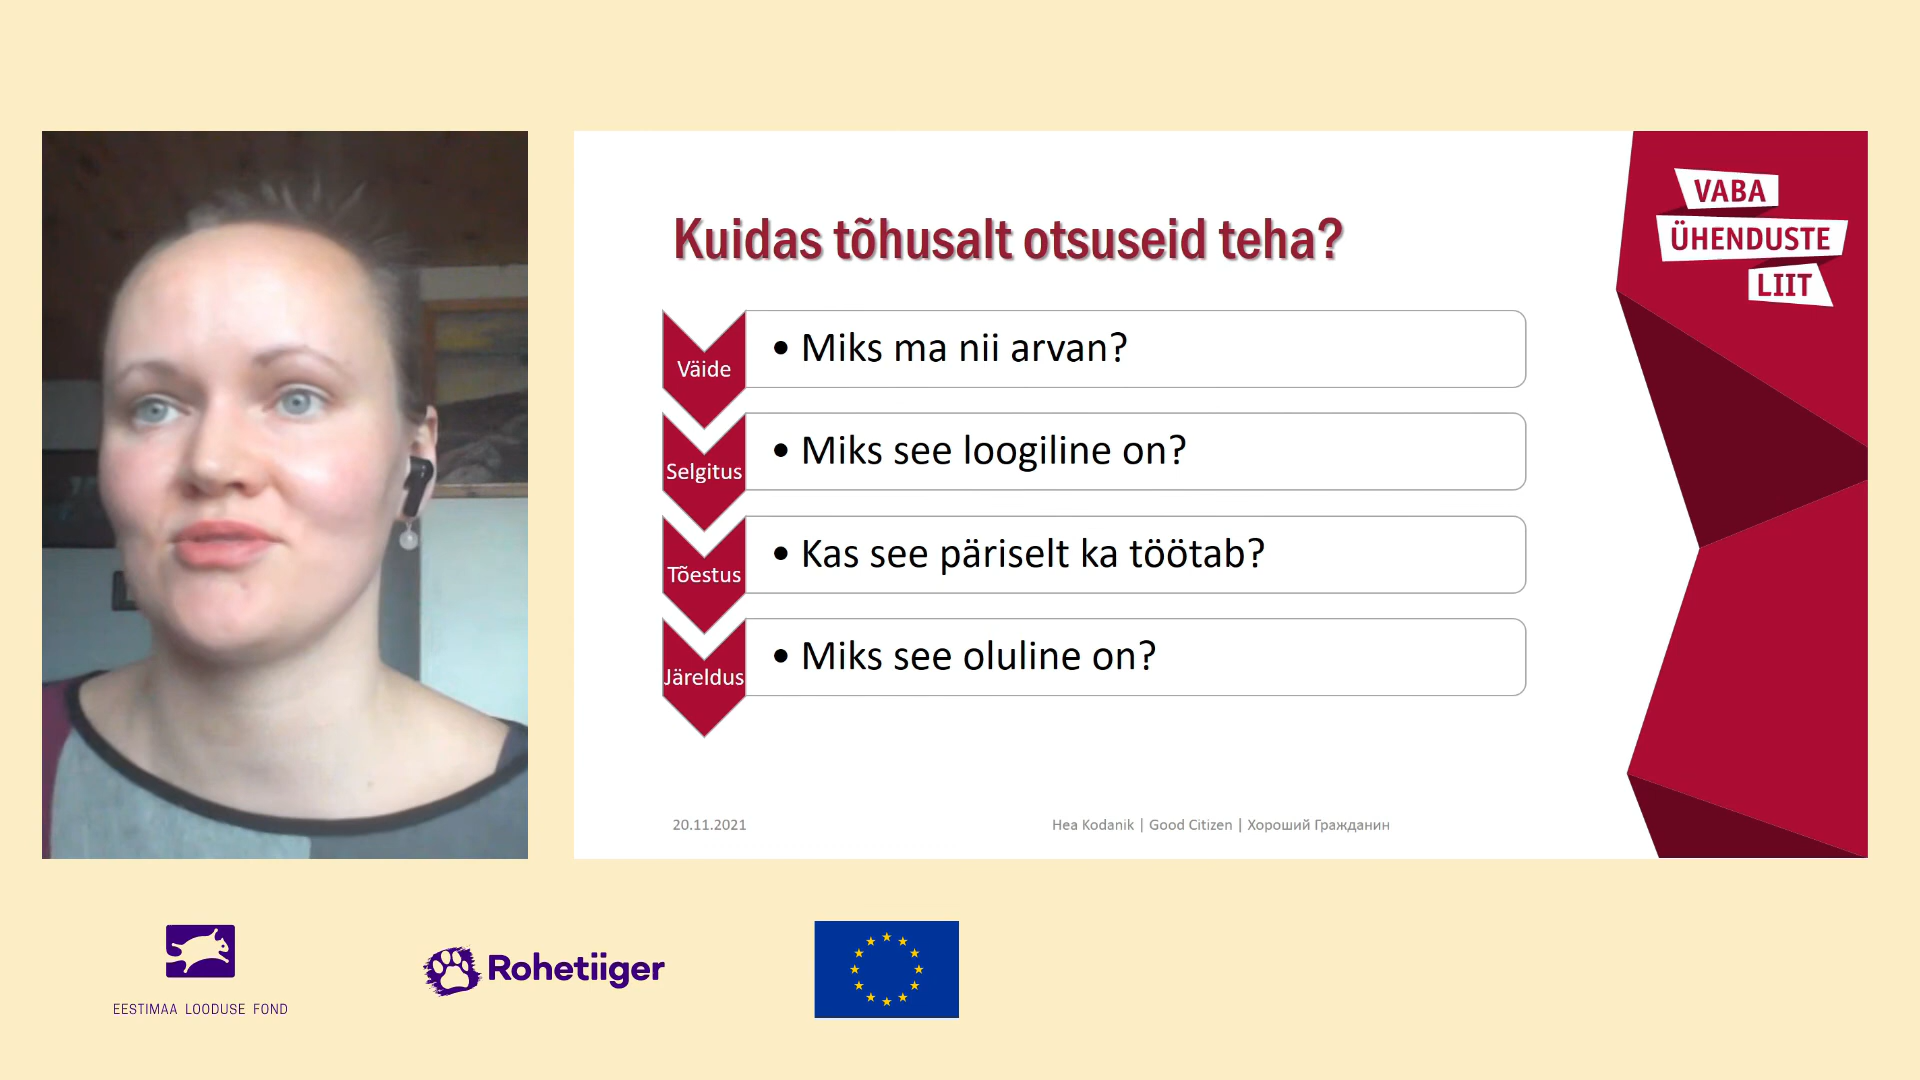 VABA
ÜHENDUSTE
LIIT
Kuidas tõhusalt otsuseid teha?
Väide
• Miks ma nii arvan?
Selgitus
• Miks see loogiline on?
Tõestus
• Kas see päriselt ka töötab?
Järeldus
• Miks see oluline on?
20.11.2021
Hea Kodanik | Good Citizen | Хороший Гражданин
EESTIMAA LOODUSE FOND
Rohetiiger